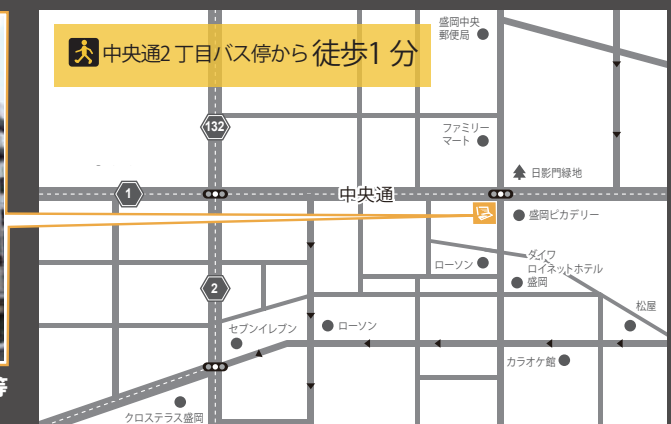 中央通2丁目バス停から 徒歩1分
盛岡中央
郵便局
132
ファミリー
マート
日影門緑地
1
中央通
盛岡ピカデリー
ローソン
ダイワ
ロイネットホテル
盛岡
2
松屋
セブンイレブン
ローソン
カラオケ館
等
クロステラス盛岡